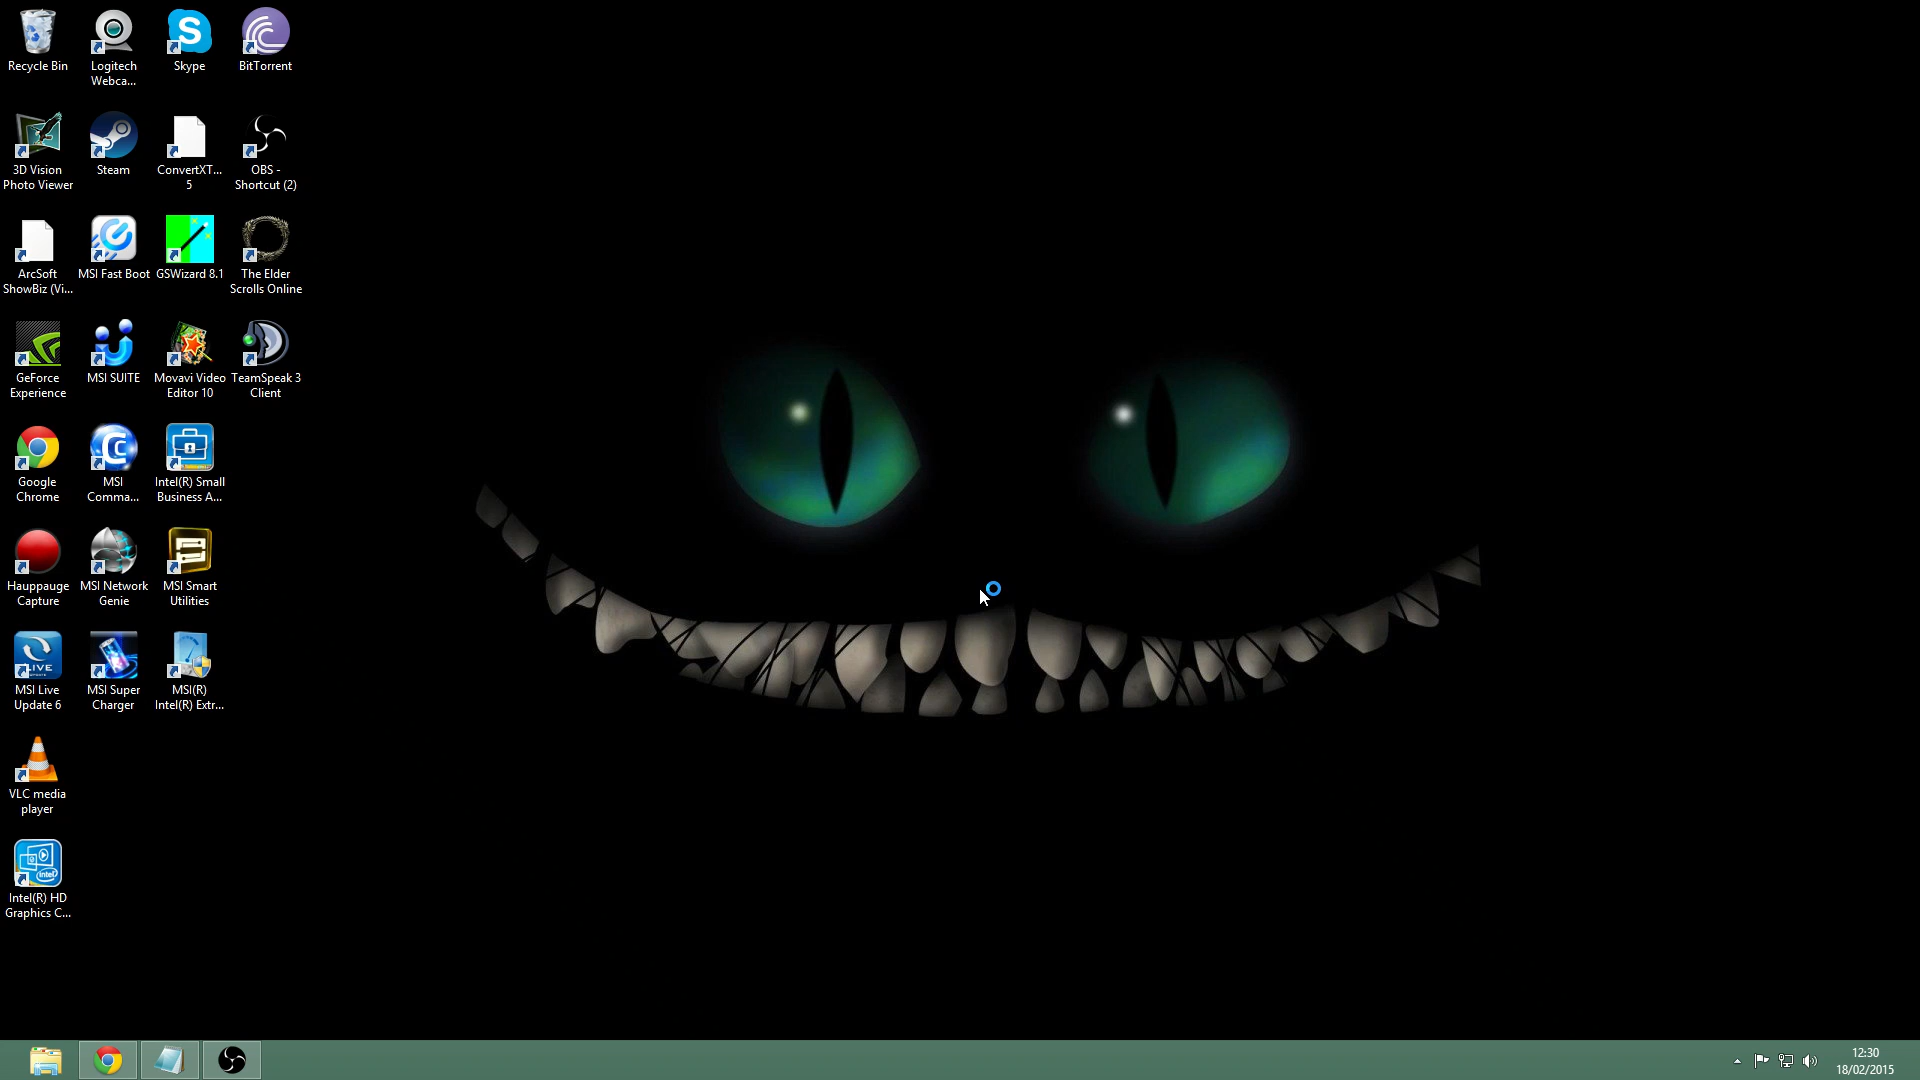 Recycle Bin
Logitech
Webca...
Skype
BitTorrent
3D Vision
Photo Viewer
Steam
ConvertXT...
5
OBS -
Shortcut (2)
ArcSoft
ShowBiz (Vi...
MSI Fast Boot
GSWizard 8.1
The Elder
Scrolls Online
GeForce
Experience
MSI SUITE
Movavi Video
Editor 10
TeamSpeak 3
Client
Google
Chrome
MSI
Comma...
Intel(R) Small
Business A...
Hauppauge
Capture
MSI Network
Genie
MSI Smart
Utilities
LIVE
UPDATE
MSI Live
Update 6
MSI Super
Charger
MSI(R)
Intel(R) Extr...
VLC media
player
intel
Intel(R) HD
Graphics C...
12:30
18/02/2015